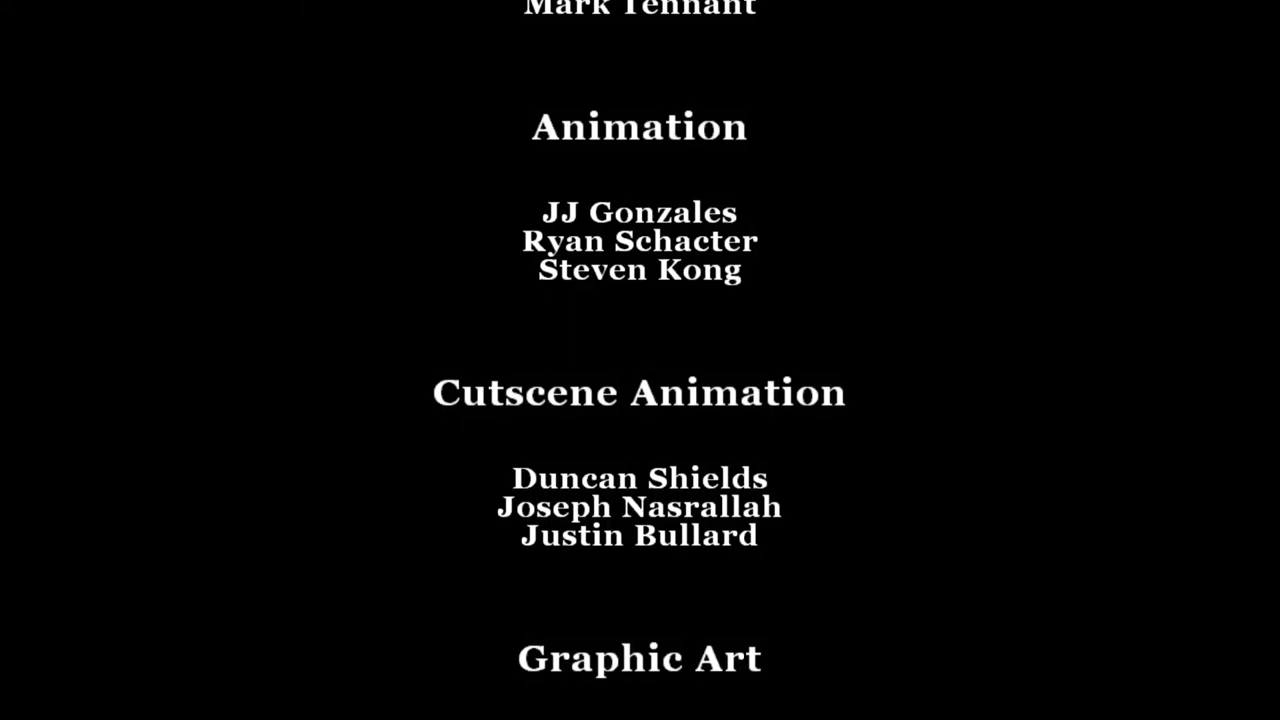 Mark Tennant
Animation
JJ Gonzales
Ryan Schacter
Steven Kong
Cutscene Animation
Duncan Shields
Joseph Nasrallah
Justin Bullard
Graphic Art